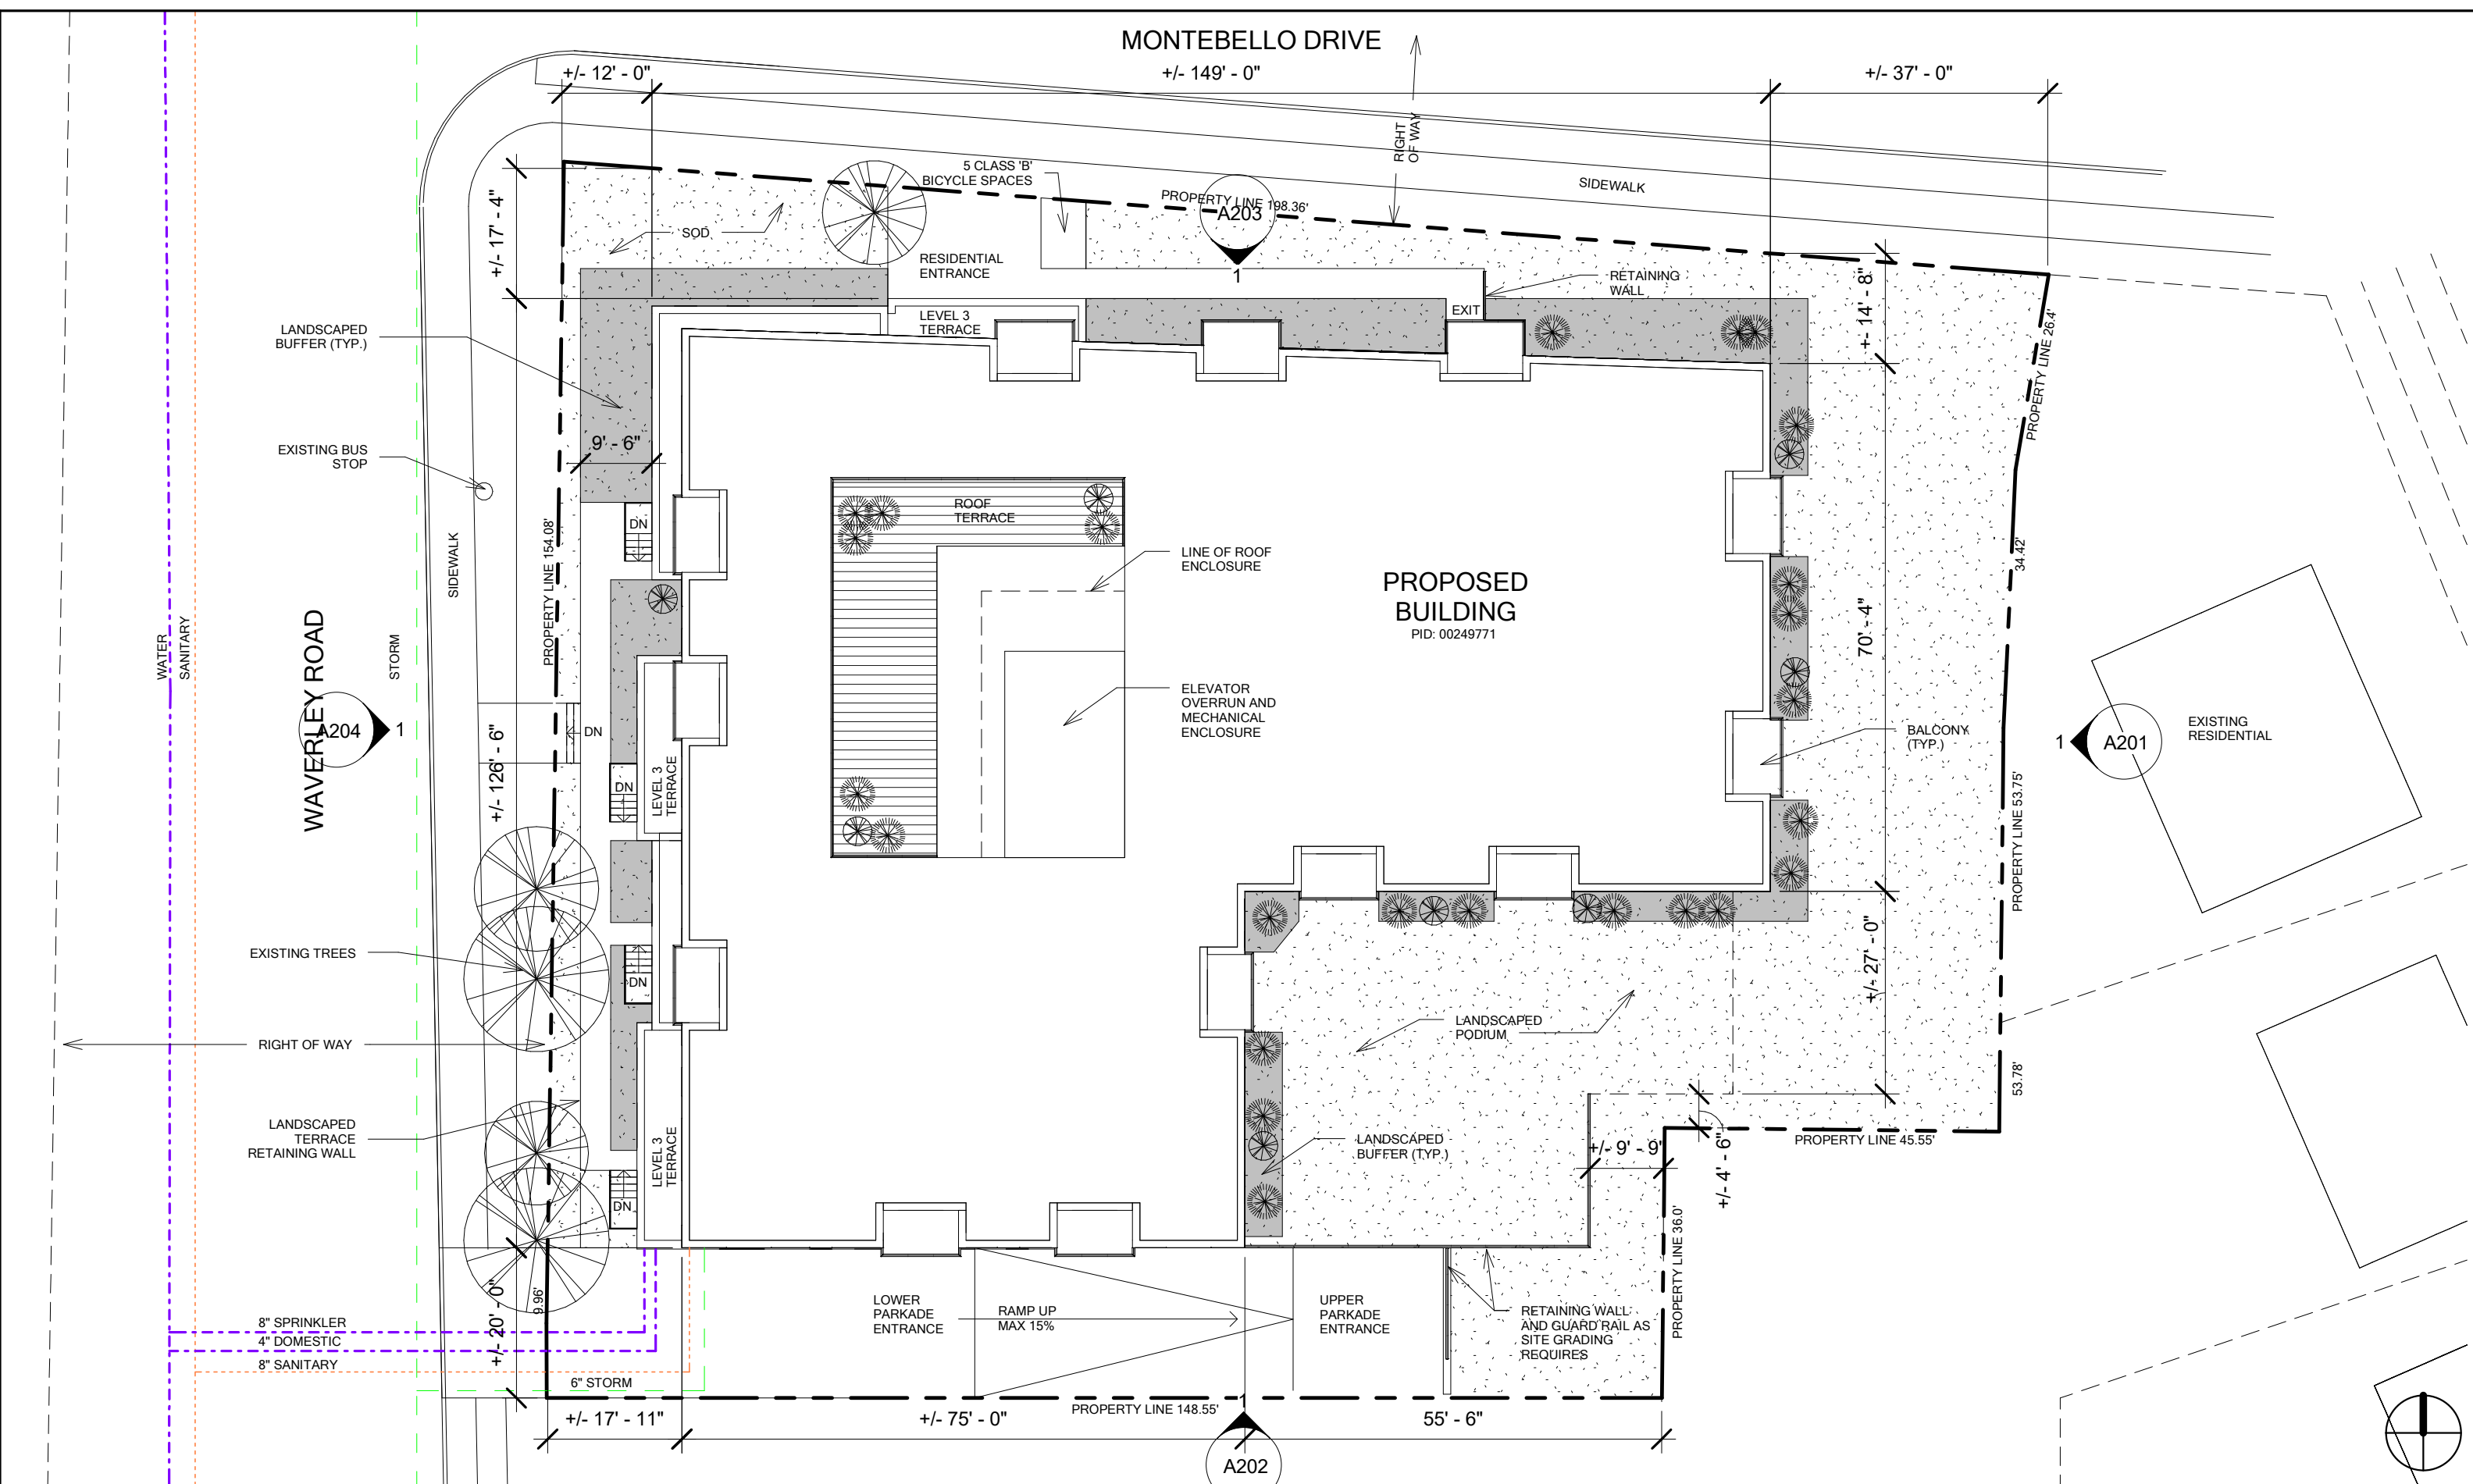 MONTEBELLO DRIVE
+/- 12' - 0"
+/- 149' - 0"
+/- 37' - 0"
RIGHT
OF WAY
5 CLASS 'B'
BICYCLE SPACES
SIDEWALK
PROPERTY LINE 198.36'
A203
1
+/- 17' - 4"
SOD
RESIDENTIAL
ENTRANCE
RETAINING
WALL
EXIT
+/- 14' - 8"
PROPERTY LINE 26.4'
LEVEL 3
TERRACE
LANDSCAPED
BUFFER (TYP.)
9' - 6"
EXISTING BUS
STOP
DN
ROOF
TERRACE
SIDEWALK
PROPERTY LINE 154.08'
LINE OF ROOF
ENCLOSURE
PROPOSED
BUILDING
PID: 00249771
34.42'
70' - 4"
WATER
SANITARY
WAVERLEY ROAD
STORM
A204
1
DN
+/- 126' - 6"
ELEVATOR
OVERRUN AND
MECHANICAL
ENCLOSURE
BALCONY
(TYP.)
1
A201
EXISTING
RESIDENTIAL
DN
LEVEL 3
TERRACE
PROPERTY LINE 53.75'
EXISTING TREES
DN
+/- 27' - 0"
LANDSCAPED
PODIUM
RIGHT OF WAY
53.78'
LANDSCAPED
TERRACE
RETAINING WALL
LEVEL 3
TERRACE
LANDSCAPED
BUFFER (TYP.)
+/- 9' - 9"
+/- 4' - 6"
PROPERTY LINE 45.55'
DN
PROPERTY LINE 36.0'
+/- 20' - 0"
9.96'
LOWER
PARKADE
ENTRANCE
RAMP UP
MAX 15%
UPPER
PARKADE
ENTRANCE
RETAINING WALL
AND GUARD RAIL AS
SITE GRADING
REQUIRES
8" SPRINKLER
4" DOMESTIC
8" SANITARY
6" STORM
+/- 17' - 11"
+/- 75' - 0"
PROPERTY LINE 148.55'
1
55' - 6"
A202